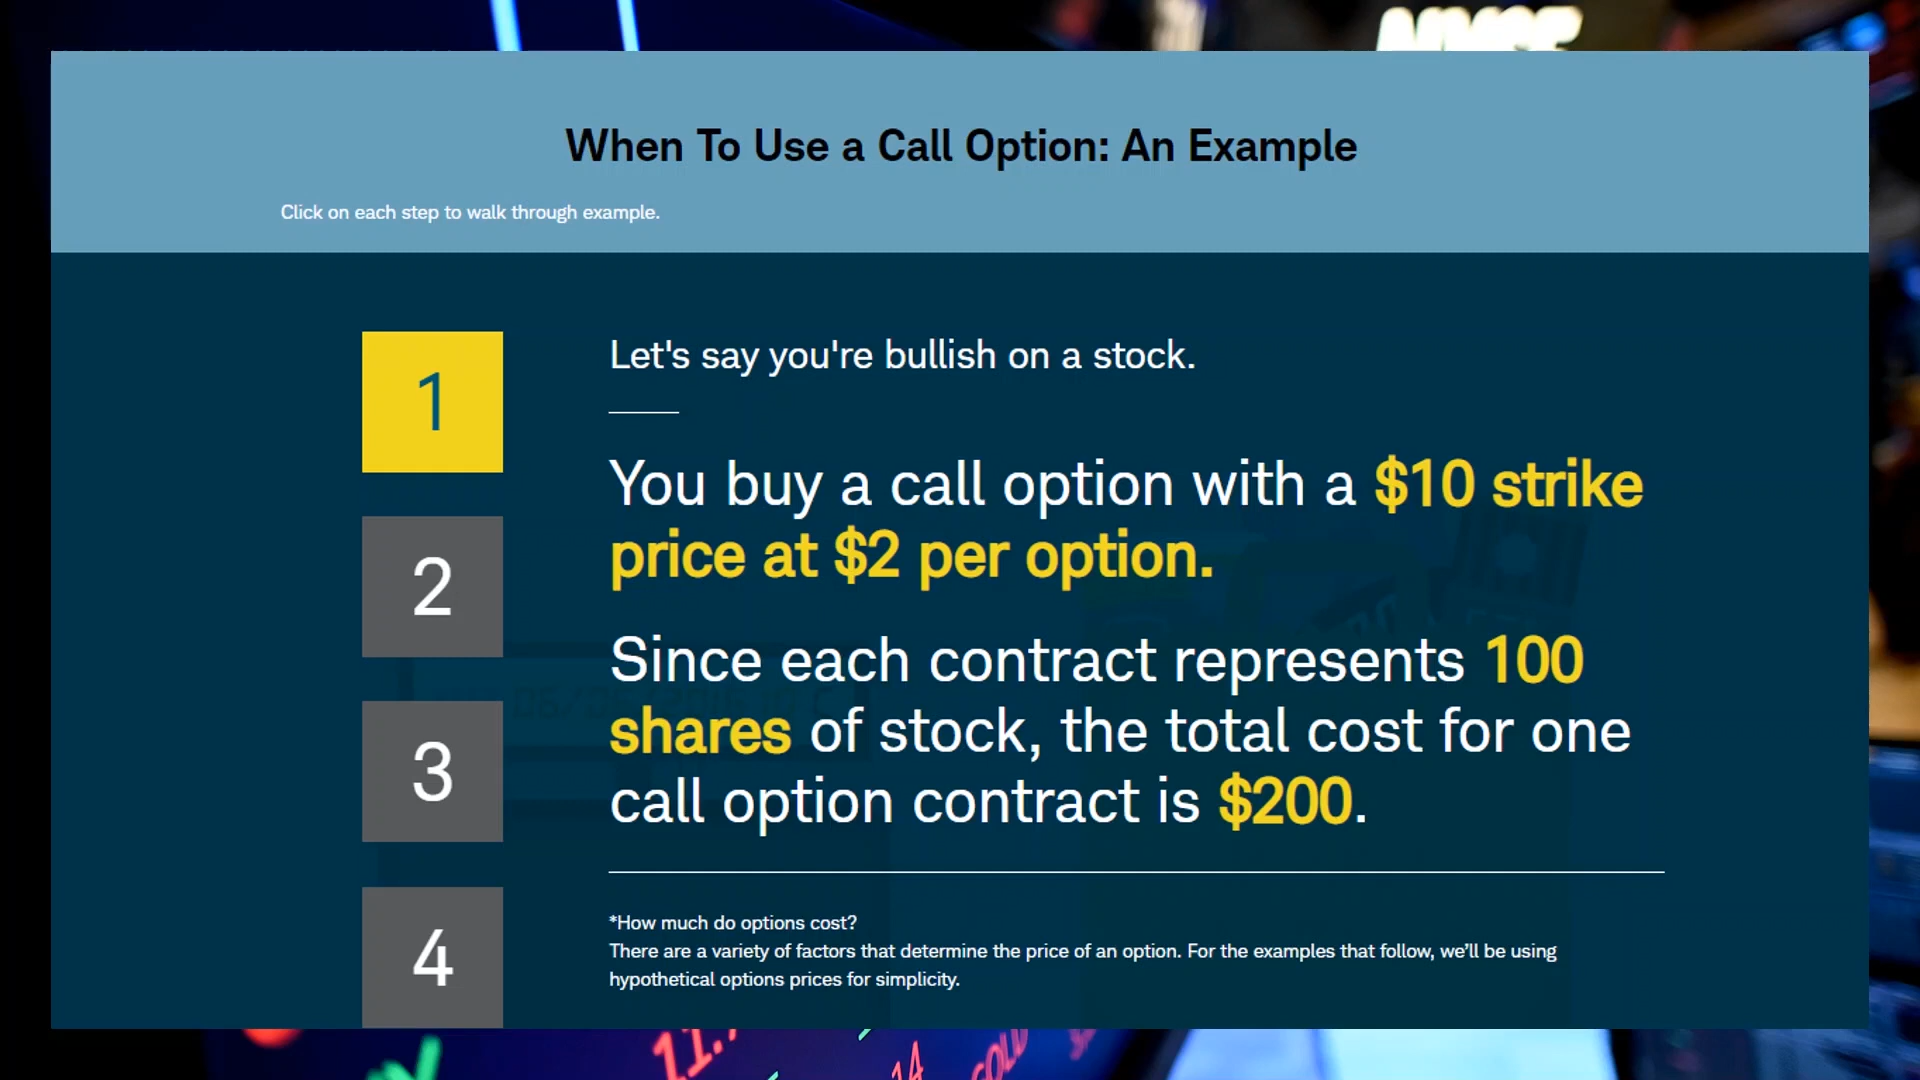 When To Use a Call Option: An Example
Click on each step to walk through example.
1
Let's say you're bullish on a stock.
You buy a call option with a $10 strike
price at $2 per option.
2
Since each contract represents 100
shares of stock, the total cost for one
call option contract is $200.
3
4
*How much do options cost?
There are a variety of factors that determine the price of an option. For the examples that follow, we'll be using
hypothetical options prices for simplicity.
14
GOLD